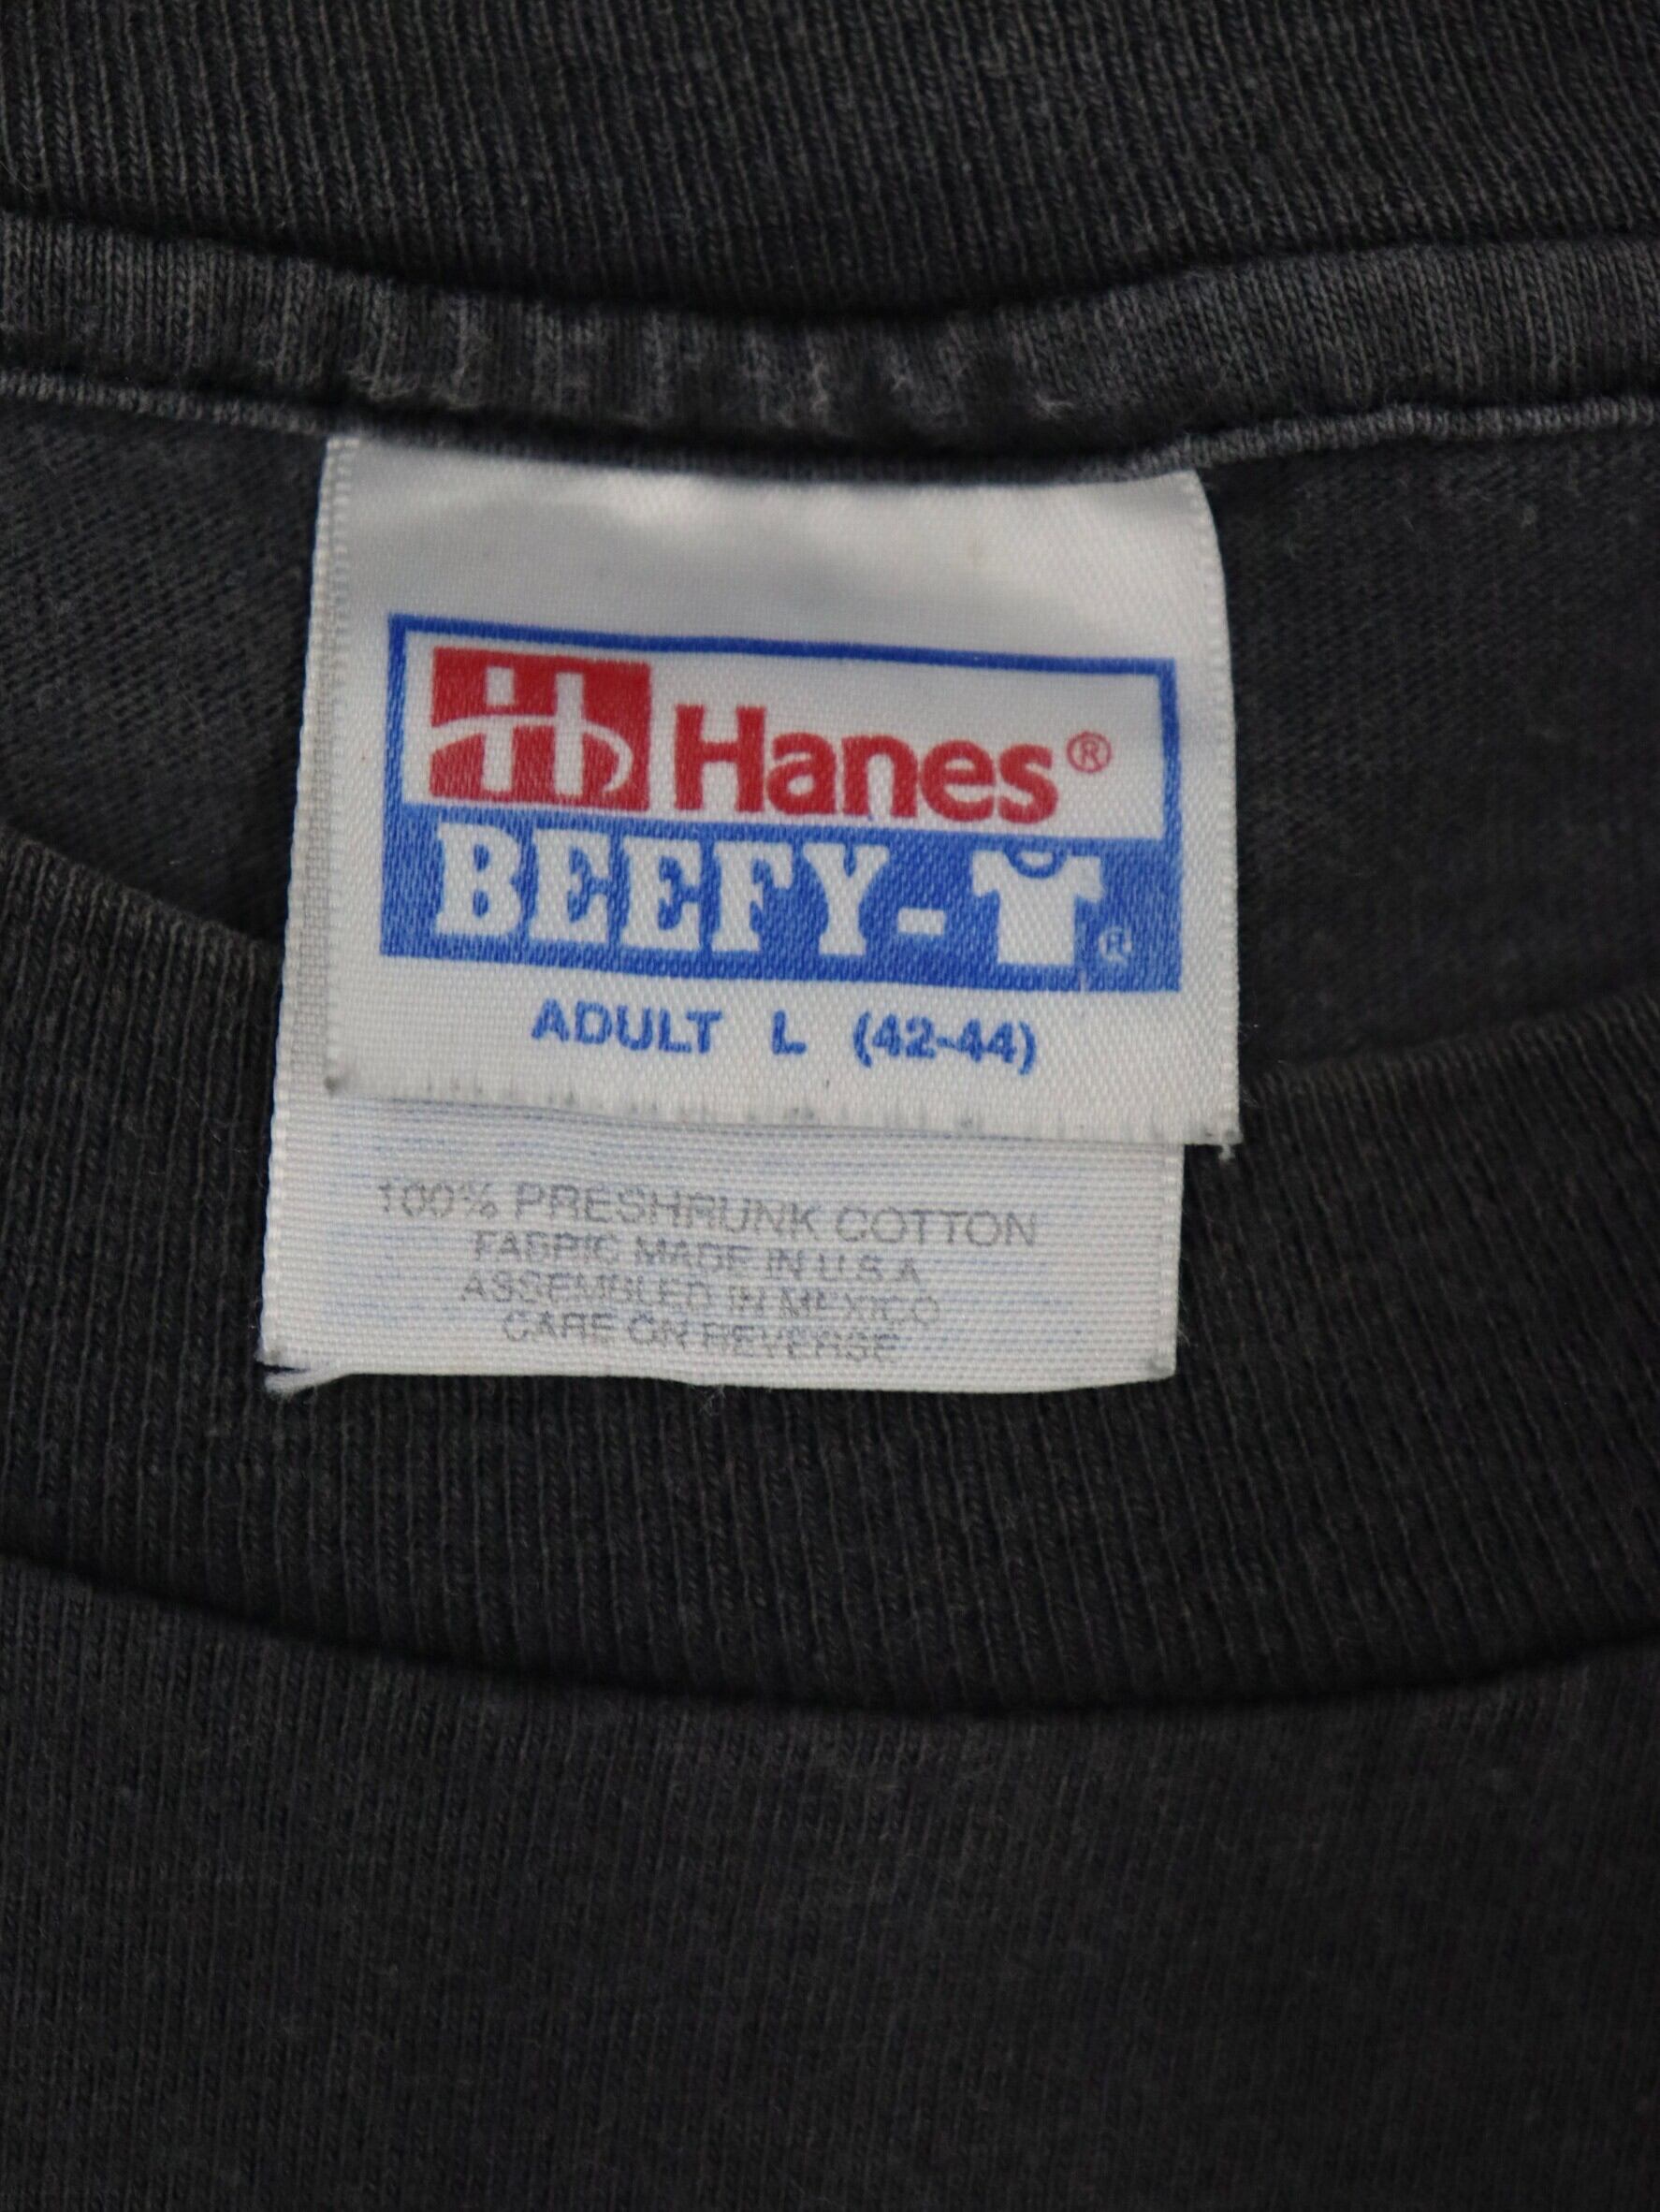 Hanes®
BEEFY-T®
ADULT L (42-44)
100% PRESHRUNK COTTON
FABRIC MADE IN U.S.A.
ASSEMBLED IN MEXICO
CARE ON REVERSE